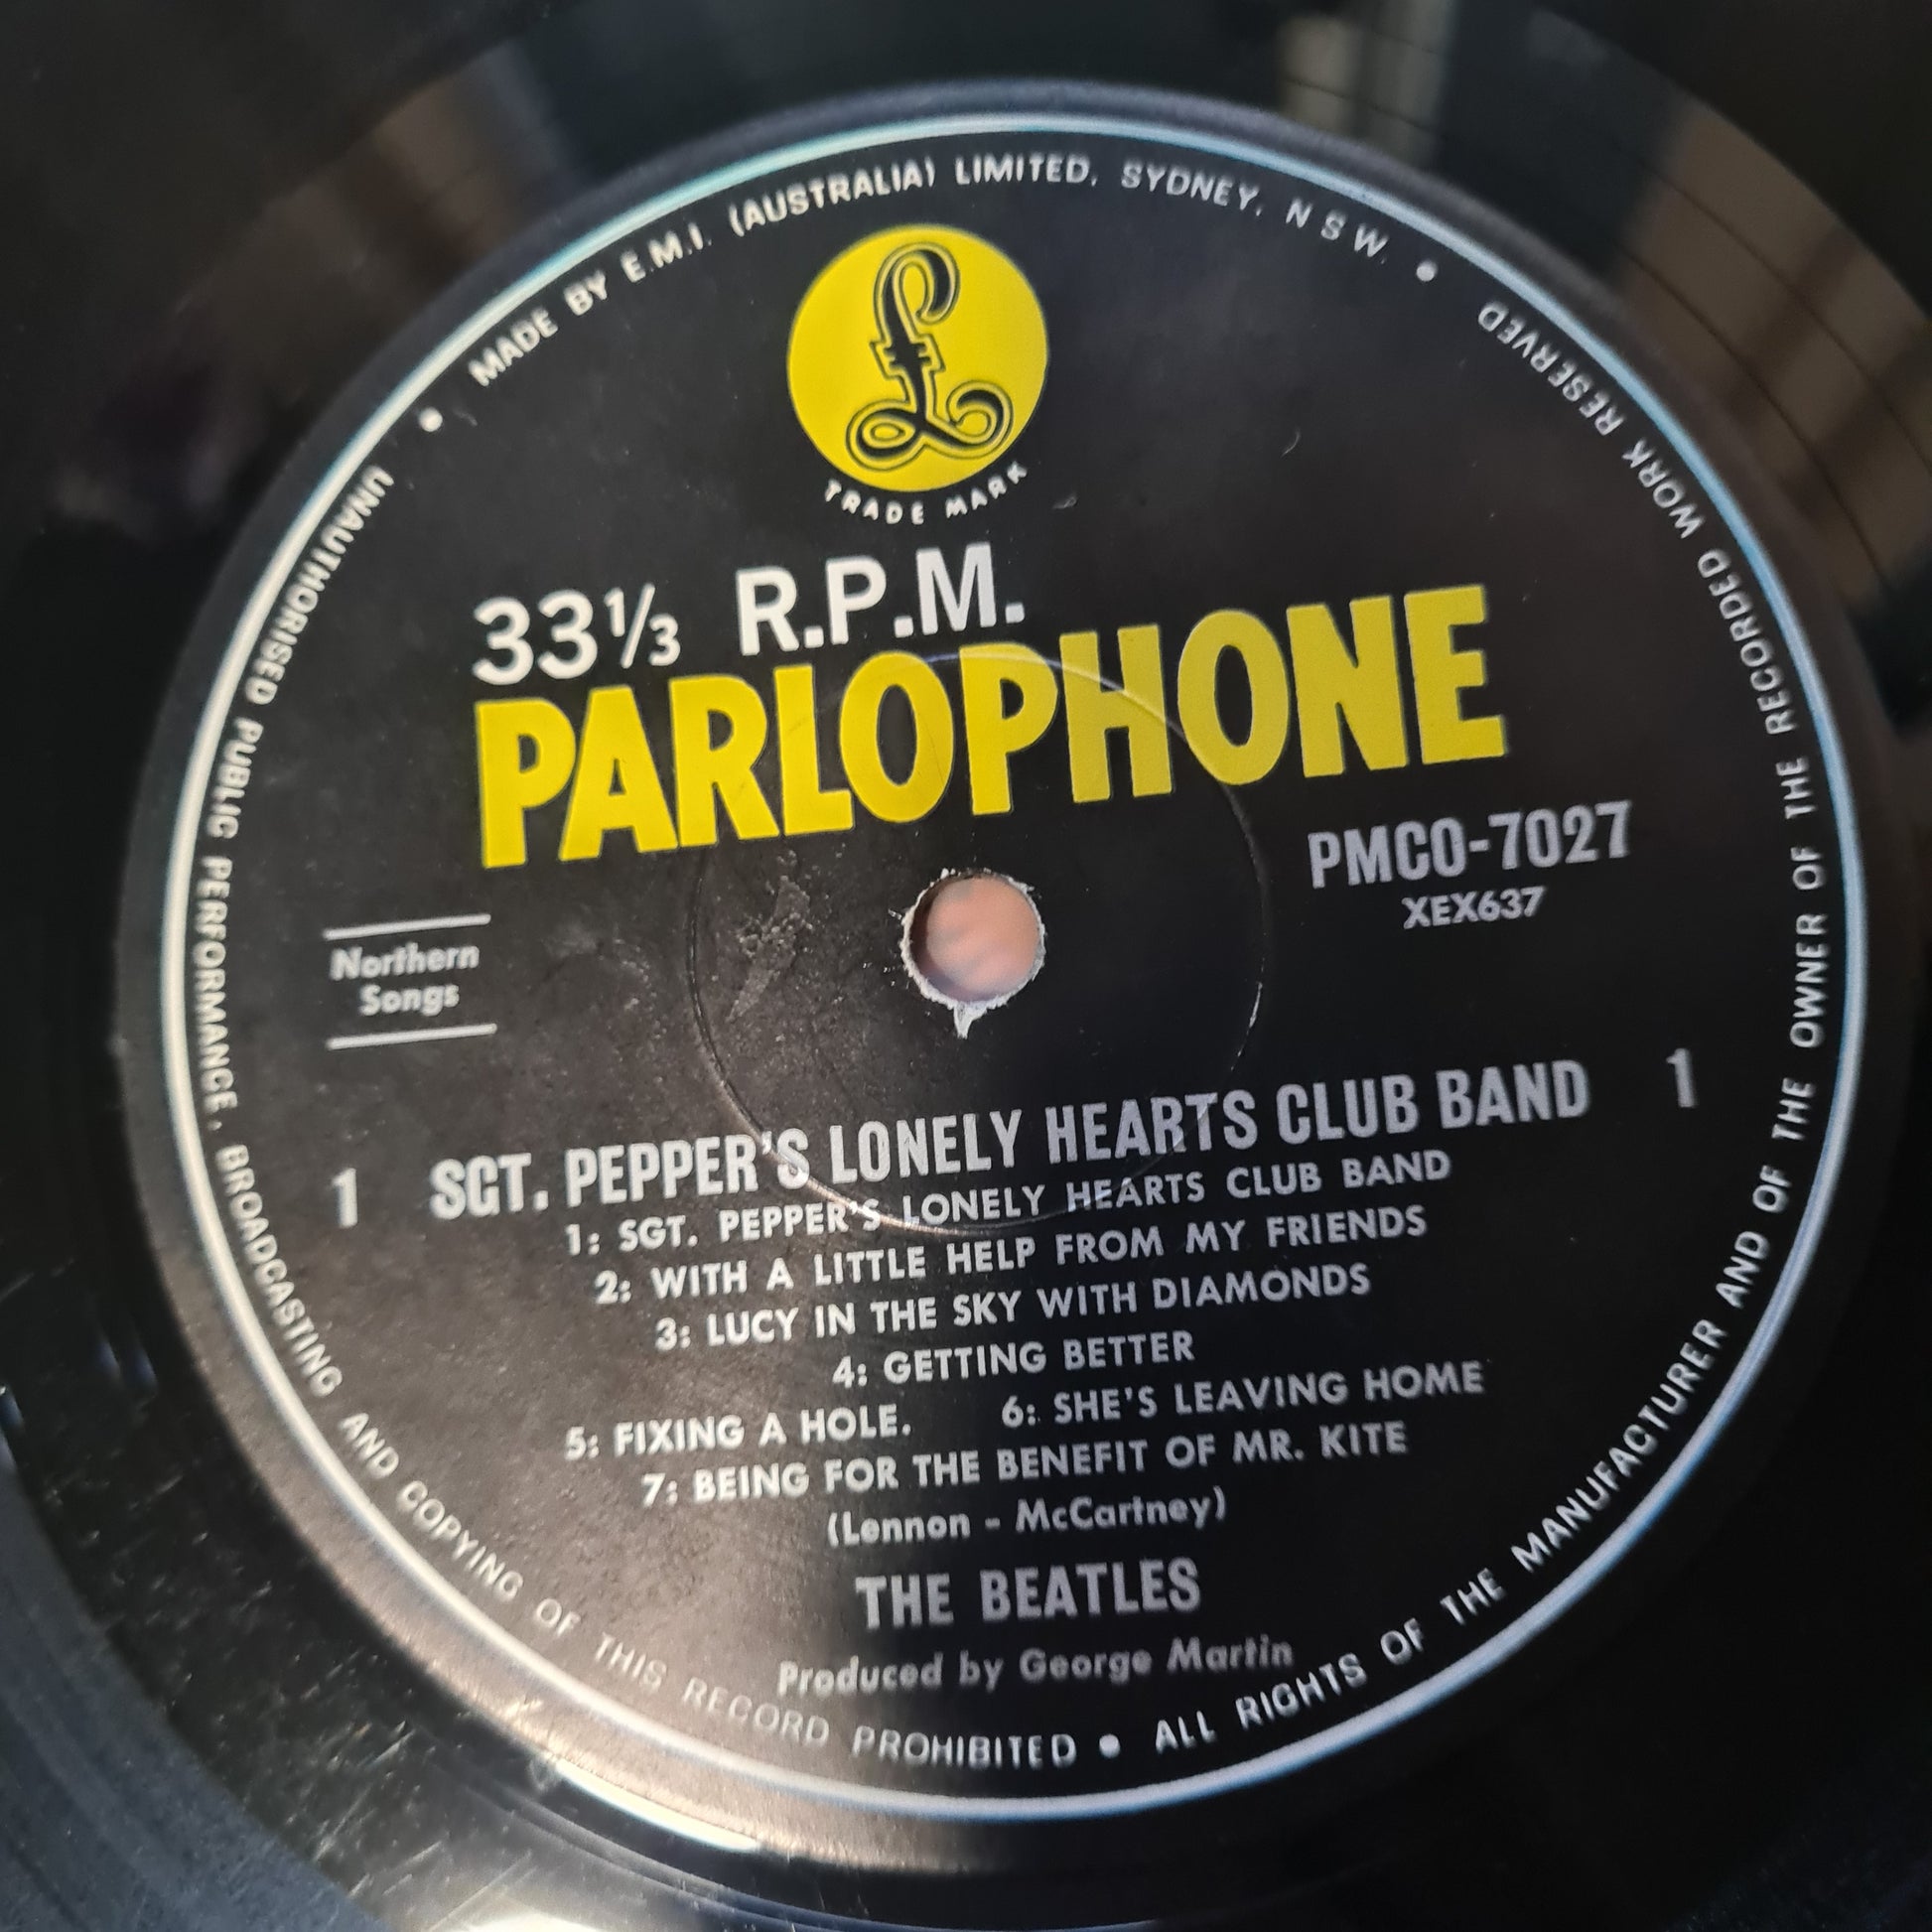 MADE BY E.M.I. (AUSTRALIA) LIMITED. SYDNEY, N S W. •
£
TRADE MARK
33⅓ R.P.M.
PARLOPHONE
PMCO-7027
XEX637
Northern
Songs
1 SGT. PEPPER'S LONELY HEARTS CLUB BAND 1
1: SGT. PEPPER'S LONELY HEARTS CLUB BAND
2: WITH A LITTLE HELP FROM MY FRIENDS
3: LUCY IN THE SKY WITH DIAMONDS
4: GETTING BETTER
5: FIXING A HOLE. 6: SHE'S LEAVING HOME
7: BEING FOR THE BENEFIT OF MR. KITE
(Lennon - McCartney)
THE BEATLES
Produced by George Martin
• UNAUTHORISED PUBLIC PERFORMANCE, BROADCASTING AND COPYING OF THIS RECORD PROHIBITED •
ALL RIGHTS OF THE MANUFACTURER AND OF THE OWNER OF THE RECORDED WORK RESERVED